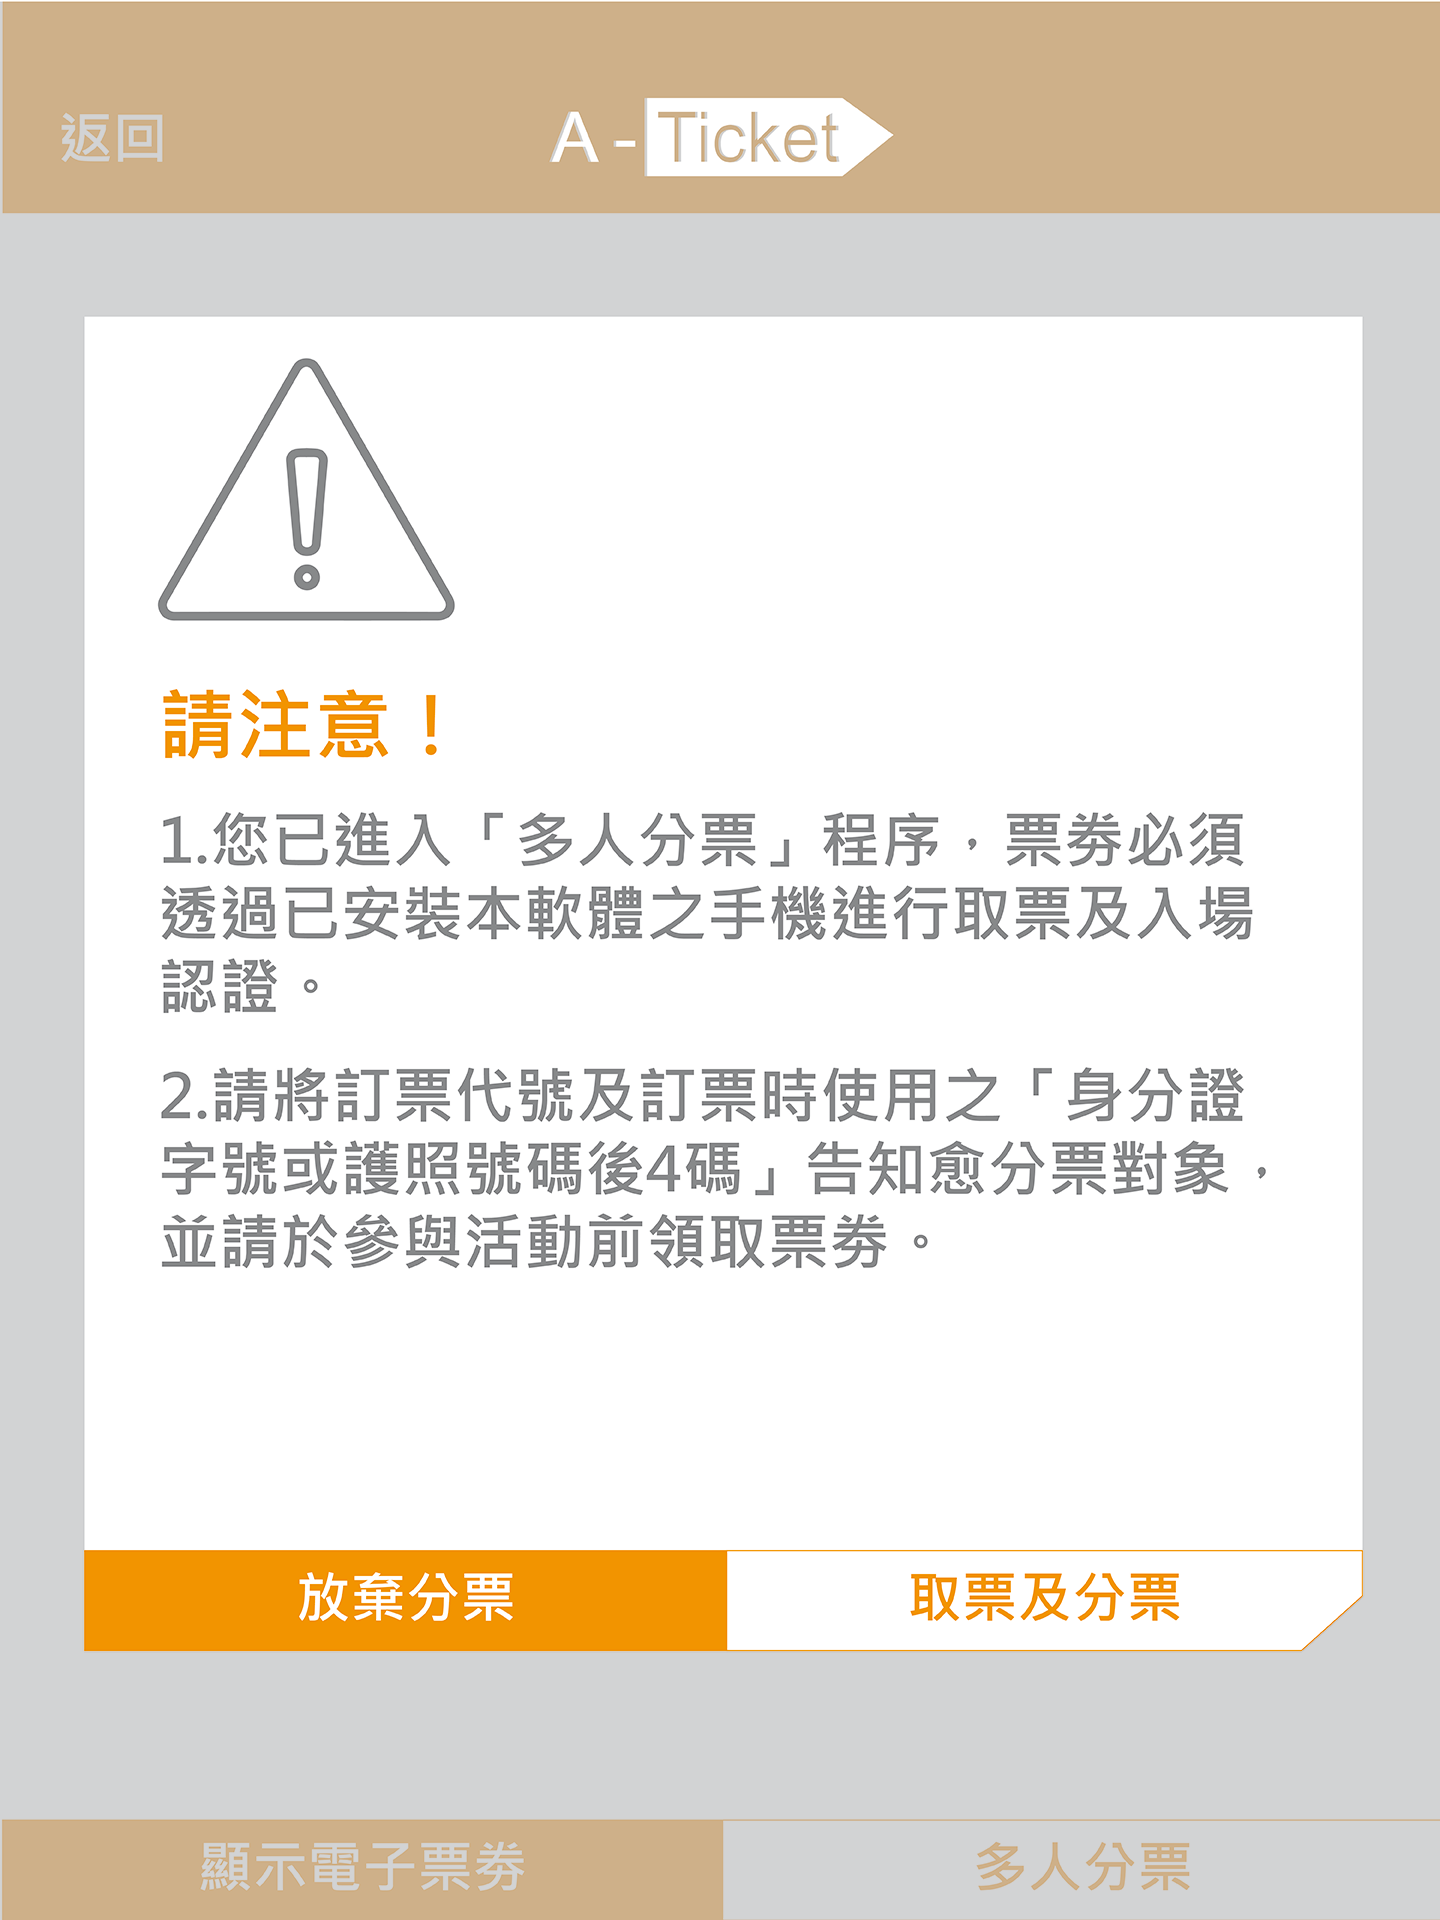 返回
A - Ticket
請注意！
1.您已進入「多人分票」程序，票券必須
透過已安裝本軟體之手機進行取票及入場
認證。
2.請將訂票代號及訂票時使用之「身分證
字號或護照號碼後4碼」告知愈分票對象，
並請於參與活動前領取票券。
放棄分票
取票及分票
顯示電子票券
多人分票